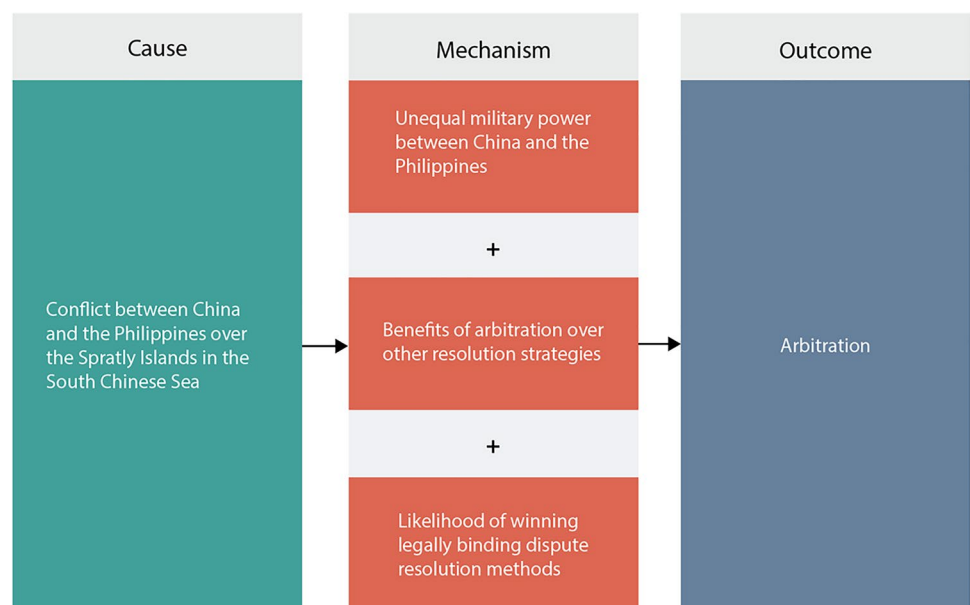 Cause
Mechanism
Outcome
Conflict between China
and the Philippines over
the Spratly Islands in the
South Chinese Sea
Unequal military power
between China and the
Philippines
+
Benefits of arbitration over
other resolution strategies
+
Likelihood of winning
legally binding dispute
resolution methods
Arbitration